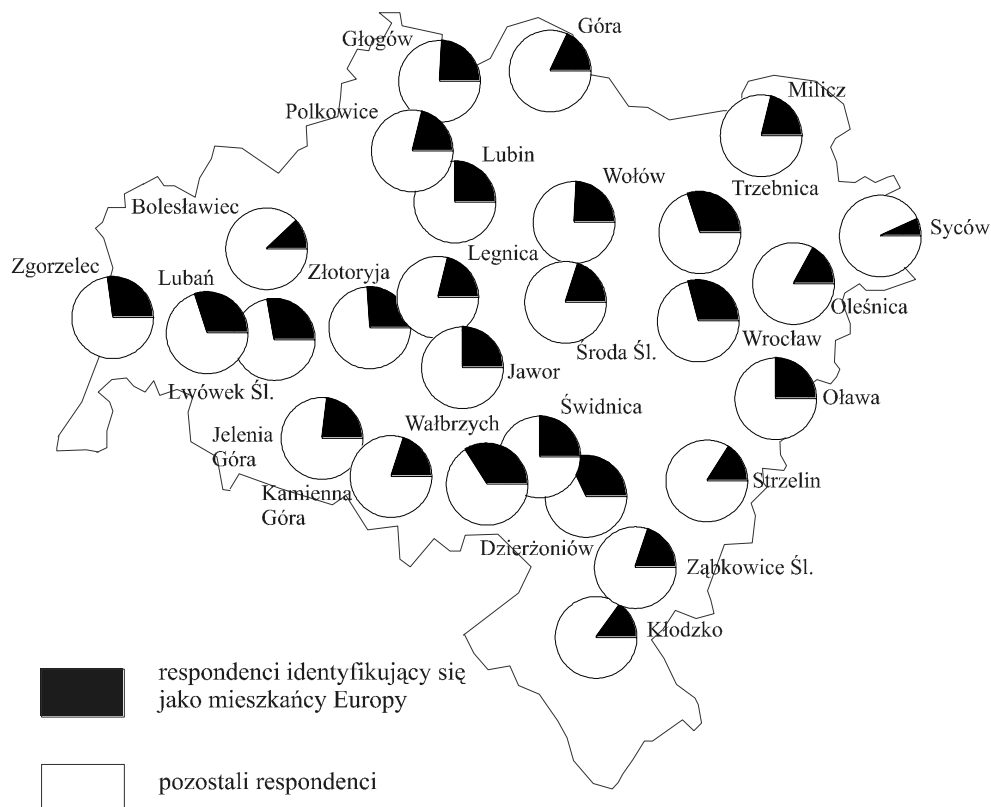 Góra
Głogów
Milicz
Polkowice
Lubin
Wołów
Trzebnica
Bolesławiec
Syców
Legnica
Zgorzelec
Lubań
Złotoryja
Oleśnica
Wrocław
Środa Śl.
Jawor
Lwówek Śl.
Oława
Świdnica
Wałbrzych
Jelenia
Góra
Strzelin
Kamienna
Góra
Dzierżoniów
Ząbkowice Śl.
Kłodzko
respondenci identyfikujący się
jako mieszkańcy Europy
pozostali respondenci